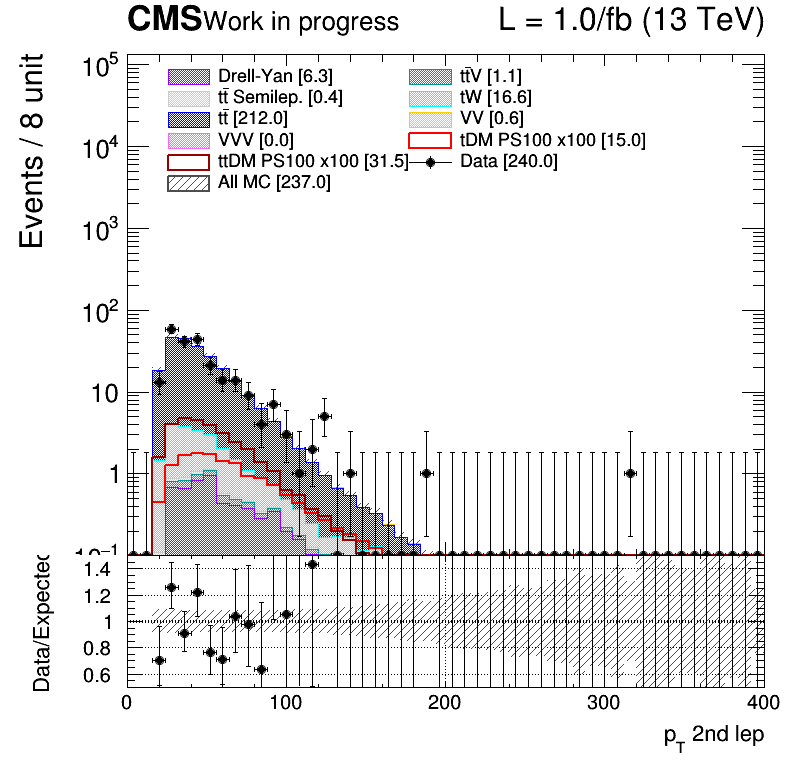 CMS Work in progress L = 1.0/fb (13 TeV)
Events / 8 unit
10⁵
10⁴
10³
10²
10
1
10⁻¹
Drell-Yan [6.3]
tt̄V [1.1]
tt̄ Semilep. [0.4]
tW [16.6]
tt̄ [212.0]
VV [0.6]
VVV [0.0]
tDM PS100 x100 [15.0]
ttDM PS100 x100 [31.5]
Data [240.0]
All MC [237.0]
Data/Expected
1.4
1.2
1
0.8
0.6
0 100 200 300 400
p_T 2nd lep